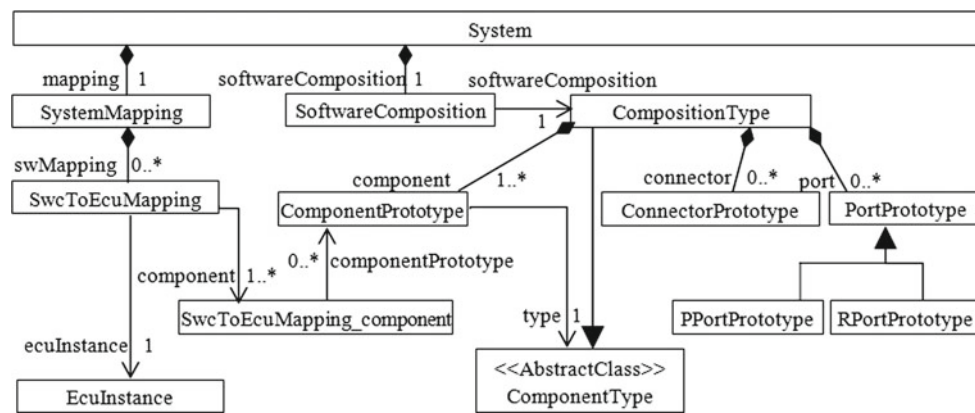 System
mapping 1 softwareComposition 1 softwareComposition
SystemMapping SoftwareComposition 1 CompositionType
swMapping 0..* component 1..* connector 0..* port 0..*
SwcToEcuMapping ComponentPrototype ConnectorPrototype PortPrototype
component 1..* 0..* componentPrototype
SwcToEcuMapping_component type 1 PPortPrototype RPortPrototype
ecuInstance 1
EcuInstance <<AbstractClass>>
ComponentType